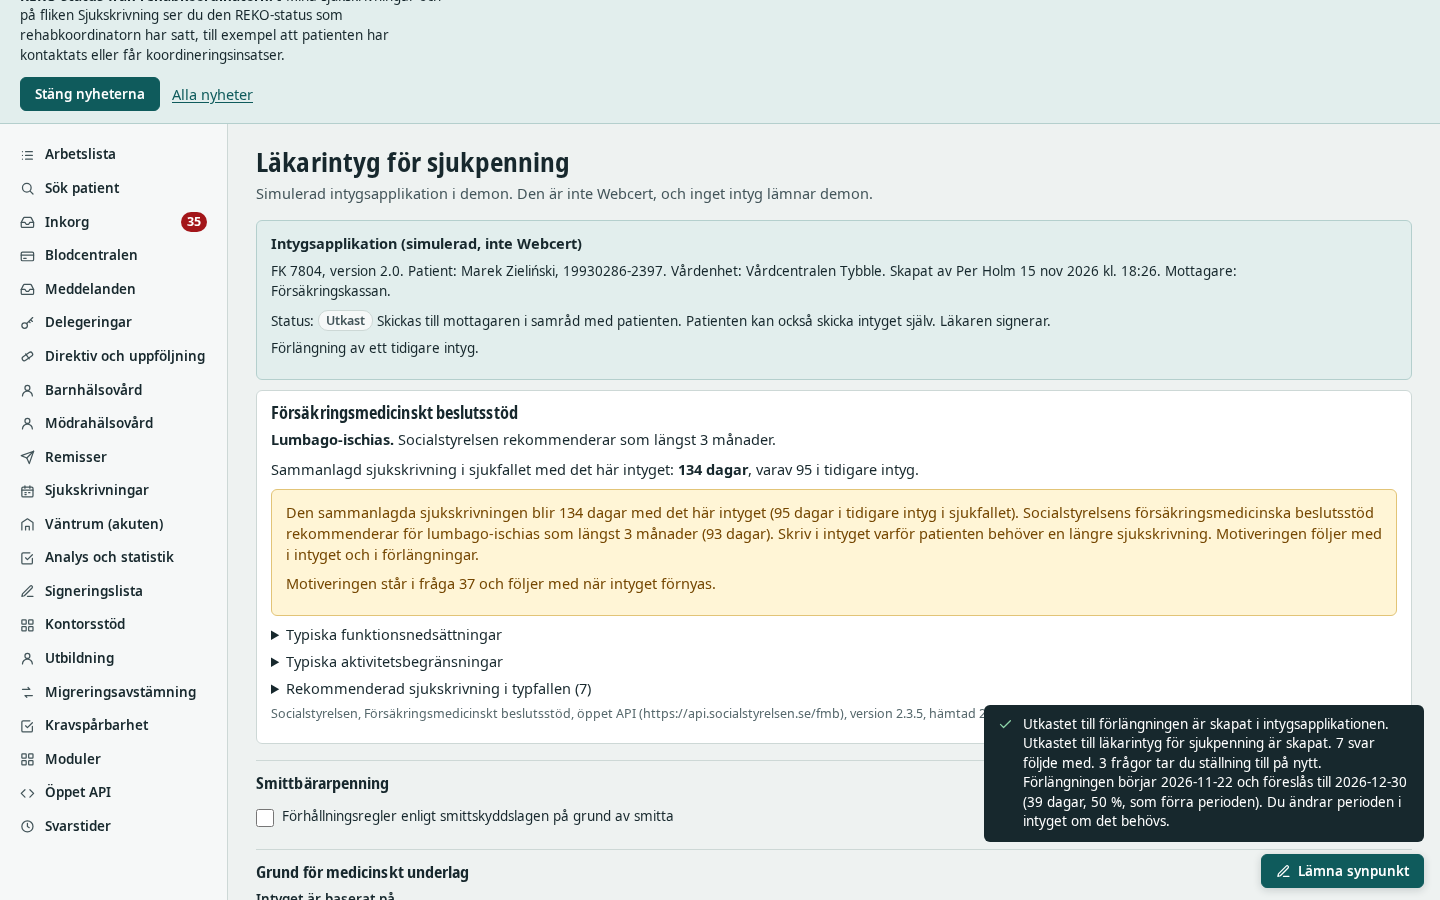 på fliken Sjukskrivning ser du den REKO-status som
rehabkoordinatorn har satt, till exempel att patienten har
kontaktats eller får koordineringsinsatser.
Stäng nyheterna
Alla nyheter
Arbetslista
Sök patient
Inkorg
35
Blodcentralen
Meddelanden
Delegeringar
Direktiv och uppföljning
Barnhälsovård
Mödrahälsovård
Remisser
Sjukskrivningar
Väntrum (akuten)
Analys och statistik
Signeringslista
Kontorsstöd
Utbildning
Migreringsavstämning
Kravspårbarhet
Moduler
Öppet API
Svarstider
Läkarintyg för sjukpenning
Simulerad intygsapplikation i demon. Den är inte Webcert, och inget intyg lämnar demon.
Intygsapplikation (simulerad, inte Webcert)
FK 7804, version 2.0. Patient: Marek Zieliński, 19930286-2397. Vårdenhet: Vårdcentralen Tybble. Skapat av Per Holm 15 nov 2026 kl. 18:26. Mottagare:
Försäkringskassan.
Status: Utkast Skickas till mottagaren i samråd med patienten. Patienten kan också skicka intyget själv. Läkaren signerar.
Förlängning av ett tidigare intyg.
Försäkringsmedicinskt beslutsstöd
Lumbago-ischias. Socialstyrelsen rekommenderar som längst 3 månader.
Sammanlagd sjukskrivning i sjukfallet med det här intyget: 134 dagar, varav 95 i tidigare intyg.
Den sammanlagda sjukskrivningen blir 134 dagar med det här intyget (95 dagar i tidigare intyg i sjukfallet). Socialstyrelsens försäkringsmedicinska beslutsstöd
rekommenderar för lumbago-ischias som längst 3 månader (93 dagar). Skriv i intyget varför patienten behöver en längre sjukskrivning. Motiveringen följer med
i intyget och i förlängningar.
Motiveringen står i fråga 37 och följer med när intyget förnyas.
Typiska funktionsnedsättningar
Typiska aktivitetsbegränsningar
Rekommenderad sjukskrivning i typfallen (7)
Socialstyrelsen, Försäkringsmedicinskt beslutsstöd, öppet API (https://api.socialstyrelsen.se/fmb), version 2.3.5, hämtad
Smittbärarpenning
Förhållningsregler enligt smittskyddslagen på grund av smitta
Grund för medicinskt underlag
Intyget är baserat på
Utkastet till förlängningen är skapat i intygsapplikationen.
Utkastet till läkarintyg för sjukpenning är skapat. 7 svar
följde med. 3 frågor tar du ställning till på nytt.
Förlängningen börjar 2026-11-22 och föreslås till 2026-12-30
(39 dagar, 50 %, som förra perioden). Du ändrar perioden i
intyget om det behövs.
Lämna synpunkt